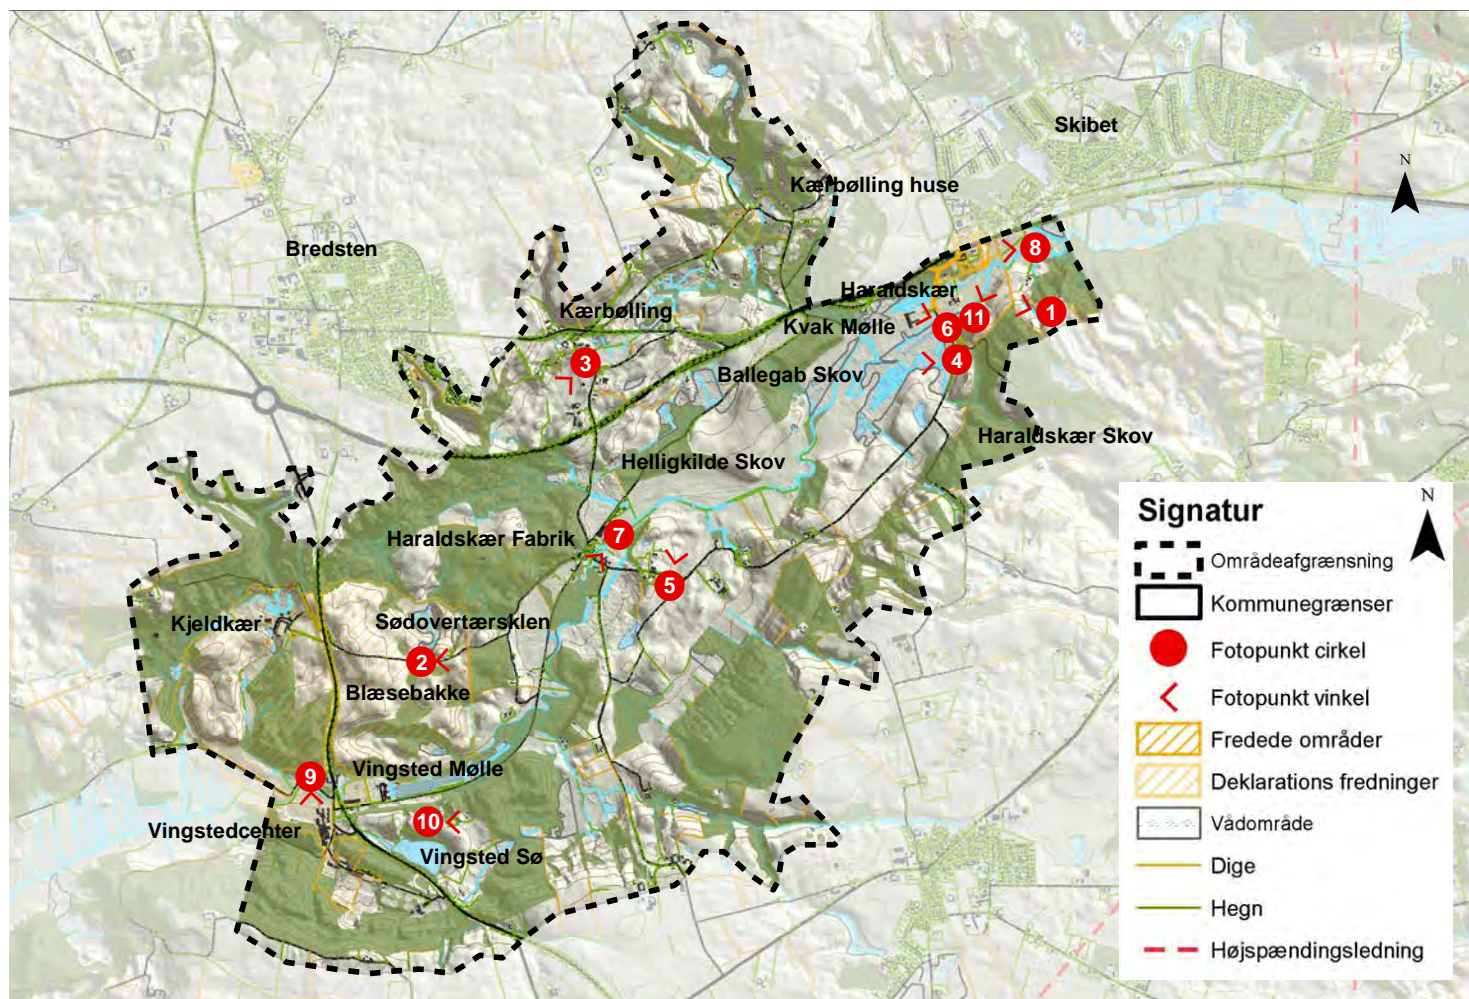 Skibet
N
Kærbølling huse
Bredsten
8
Haraldskær
Kærbølling
1
11
6
Kvak Mølle
4
3
Ballegab Skov
Haraldskær Skov
Helligkilde Skov
7
Haraldskær Fabrik
5
Kjeldkær
Sødovertærsklen
2
Blæsebakke
9
Vingsted Mølle
10
Vingstedcenter
Vingsted Sø
Signatur
N
Områdeafgrænsning
Kommunegrænser
Fotopunkt cirkel
Fotopunkt vinkel
Fredede områder
Deklarations fredninger
Vådområde
Dige
Hegn
Højspændingsledning